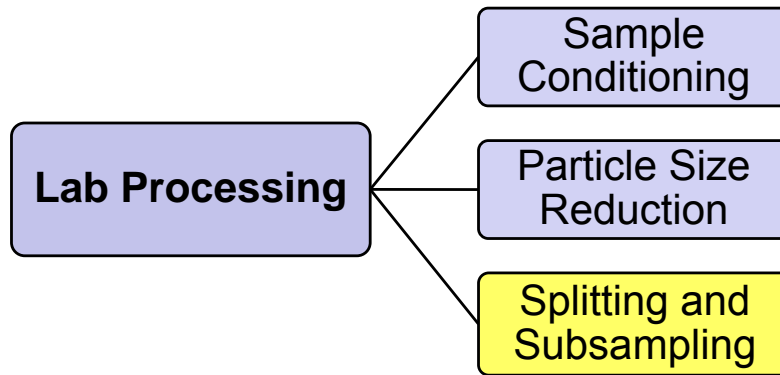 Sample
Conditioning
Lab Processing
Particle Size
Reduction
Splitting and
Subsampling